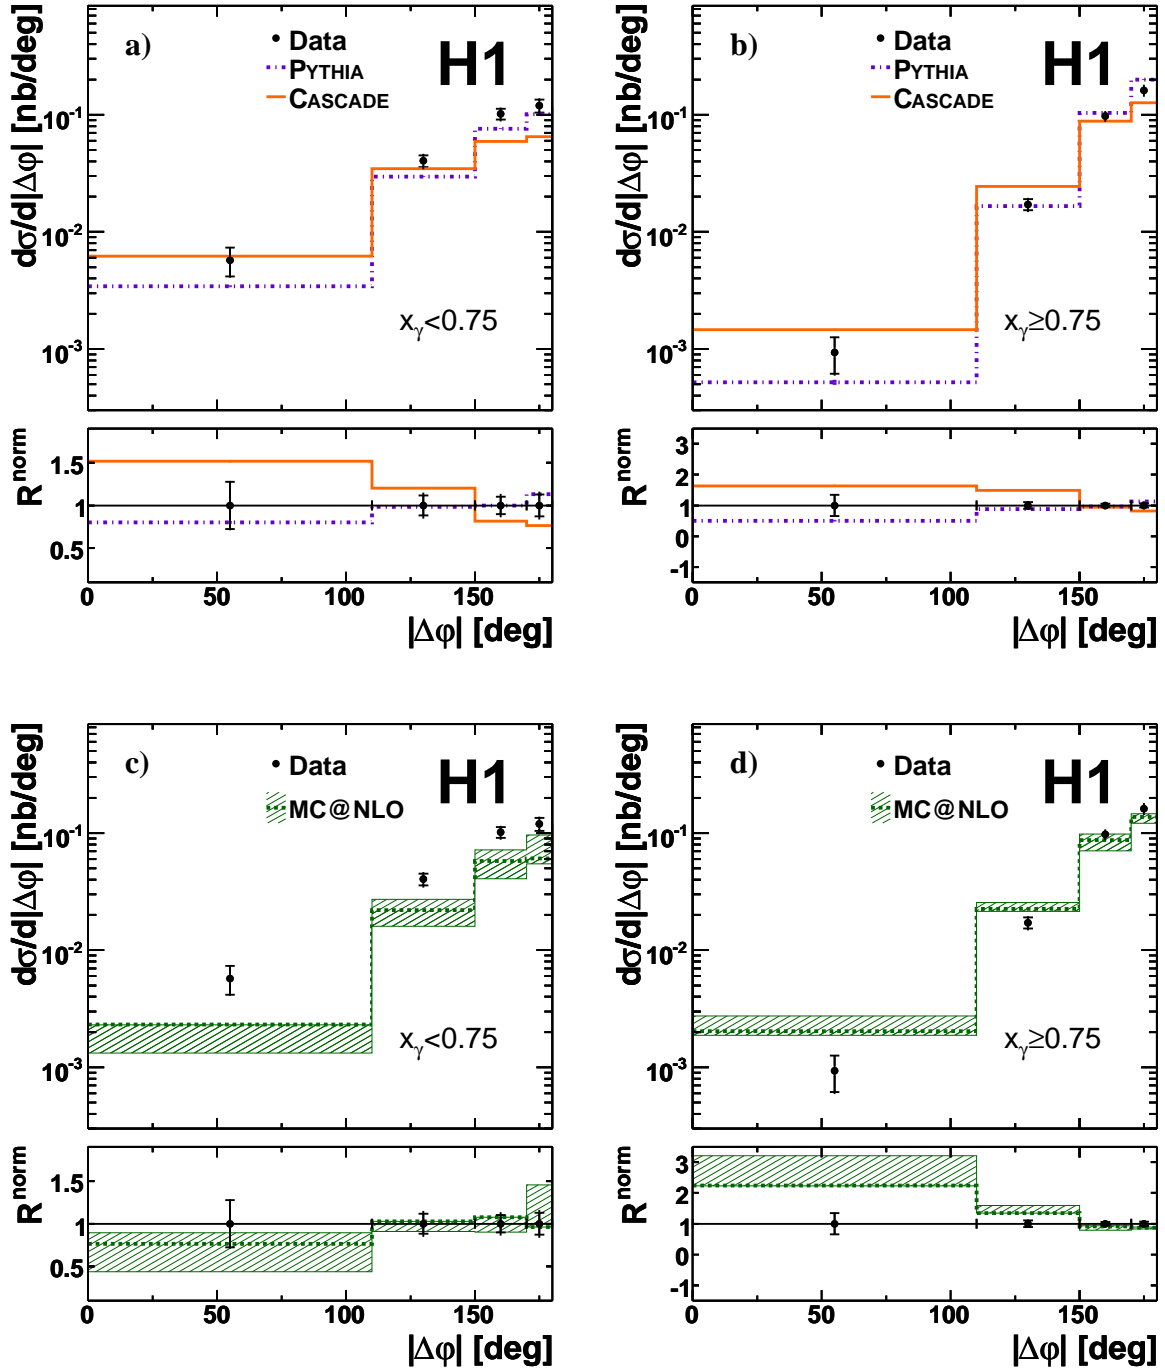 a)
Data
PYTHIA
CASCADE
H1
dσ/d|Δφ| [nb/deg]
10⁻¹
10⁻²
10⁻³
xγ<0.75
R^norm
1.5
1
0.5
0 50 100 150
|Δφ| [deg]
b)
Data
PYTHIA
CASCADE
H1
dσ/d|Δφ| [nb/deg]
10⁻¹
10⁻²
10⁻³
xγ≥0.75
R^norm
3
2
1
0
-1
0 50 100 150
|Δφ| [deg]
c)
Data
MC@NLO
H1
dσ/d|Δφ| [nb/deg]
10⁻¹
10⁻²
10⁻³
xγ<0.75
R^norm
1.5
1
0.5
0 50 100 150
|Δφ| [deg]
d)
Data
MC@NLO
H1
dσ/d|Δφ| [nb/deg]
10⁻¹
10⁻²
10⁻³
xγ≥0.75
R^norm
3
2
1
0
-1
0 50 100 150
|Δφ| [deg]